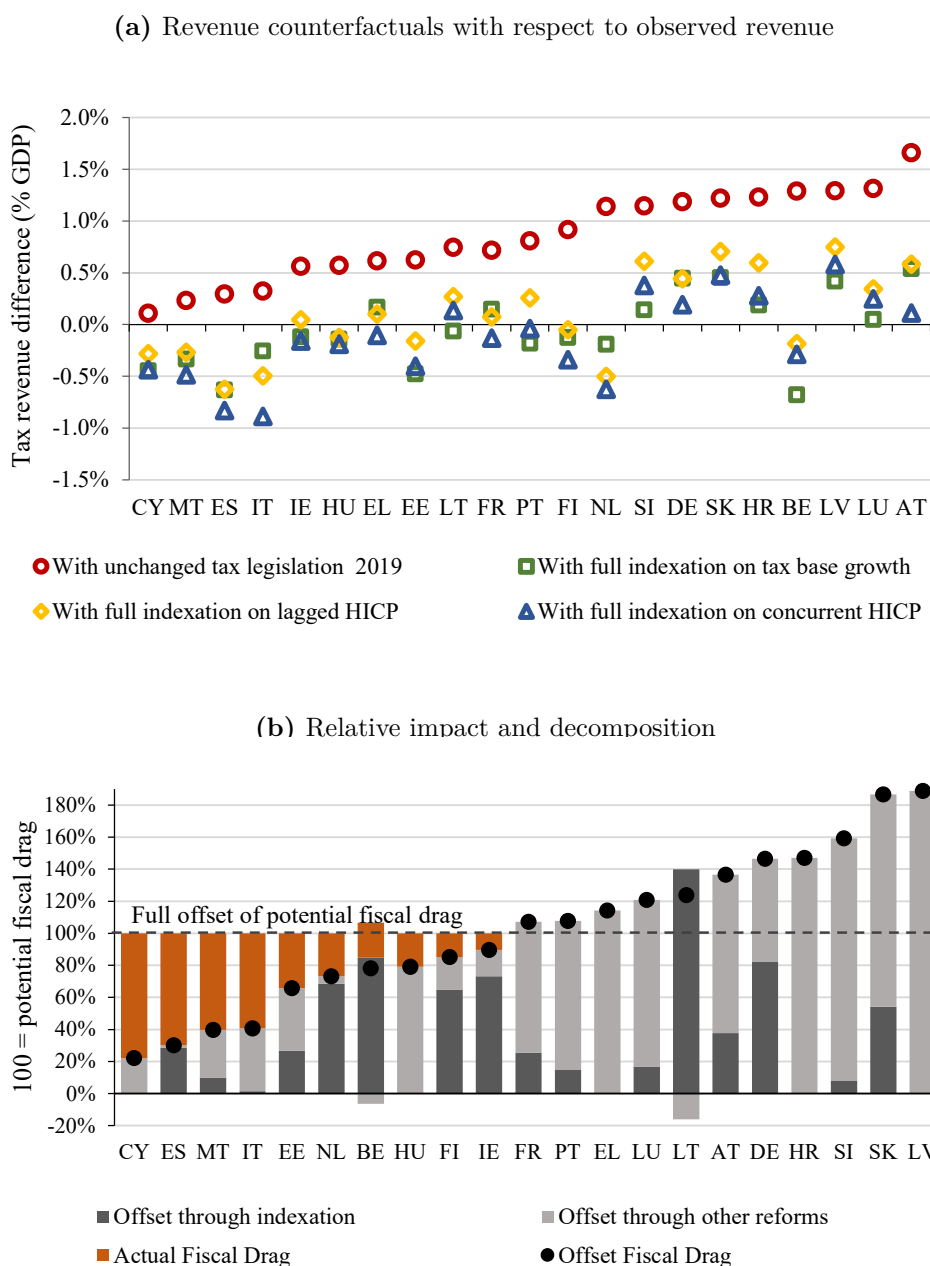 (a) Revenue counterfactuals with respect to observed revenue
Tax revenue difference (% GDP)
2.0%
1.5%
1.0%
0.5%
0.0%
-0.5%
-1.0%
-1.5%
CY MT ES IT IE HU EL EE LT FR PT FI NL SI DE SK HR BE LV LU AT
With unchanged tax legislation 2019
With full indexation on tax base growth
With full indexation on lagged HICP
With full indexation on concurrent HICP
(b) Relative impact and decomposition
100 = potential fiscal drag
180%
160%
140%
120%
Full offset of potential fiscal drag
100%
80%
60%
40%
20%
0%
-20%
CY ES MT IT EE NL BE HU FI IE FR PT EL LU LT AT DE HR SI SK LV
Offset through indexation
Offset through other reforms
Actual Fiscal Drag
Offset Fiscal Drag